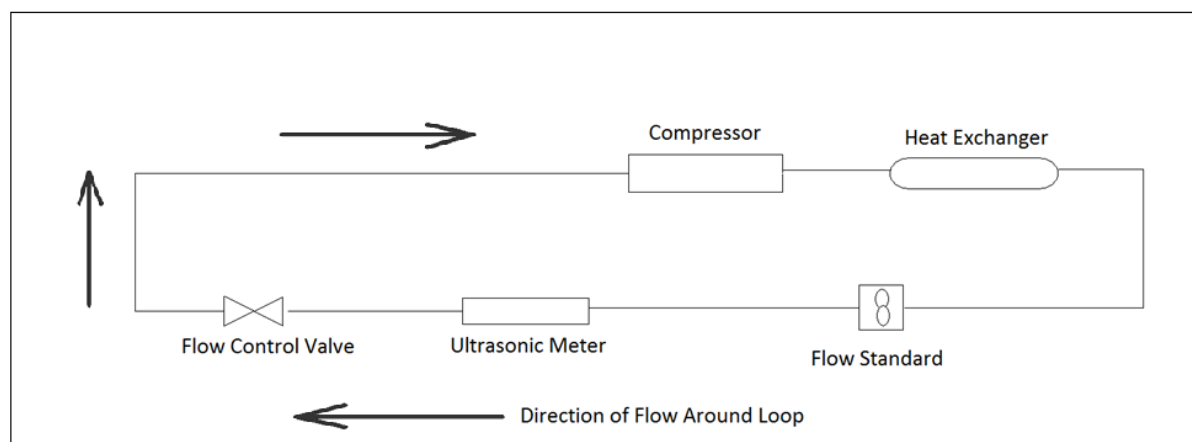 Compressor
Heat Exchanger
Flow Control Valve
Ultrasonic Meter
Flow Standard
Direction of Flow Around Loop